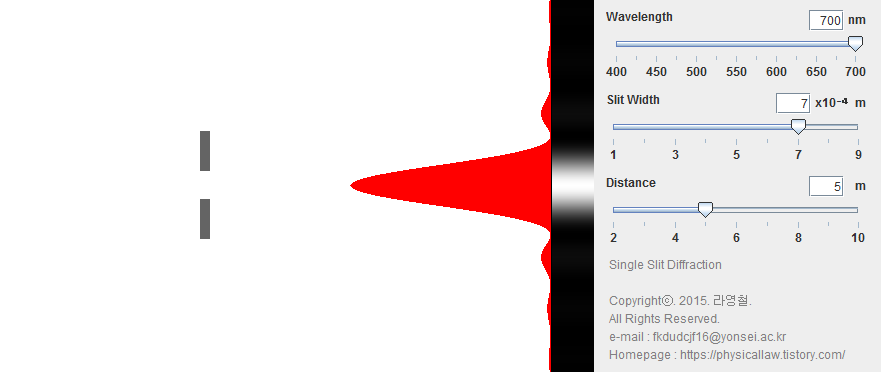 Wavelength 700 nm
400 450 500 550 600 650 700
Slit Width 7 x10⁻⁴ m
1 3 5 7 9
Distance 5 m
2 4 6 8 10
Single Slit Diffraction
Copyrightⓒ. 2015. 라영철.
All Rights Reserved.
e-mail : fkdudcjf16@yonsei.ac.kr
Homepage : https://physicallaw.tistory.com/